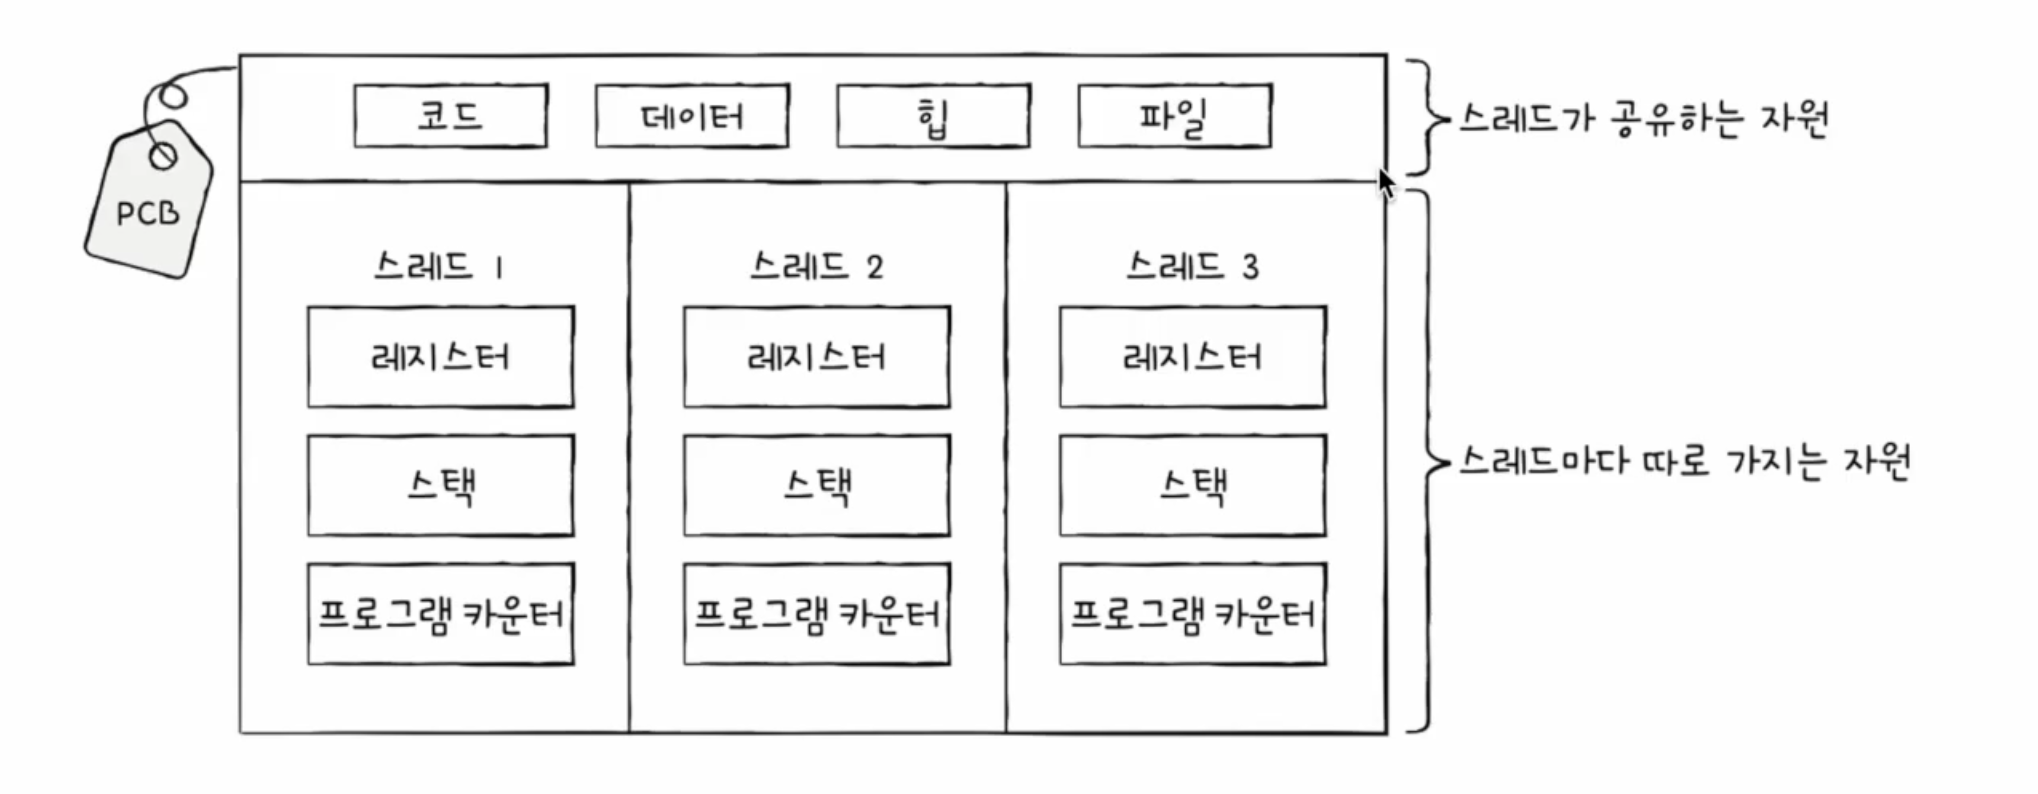 코드 데이터 힙 파일
스레드가 공유하는 자원
PCB
스레드 1 스레드 2 스레드 3
레지스터 레지스터 레지스터
스택 스택 스택
스레드마다 따로 가지는 자원
프로그램 카운터 프로그램 카운터 프로그램 카운터